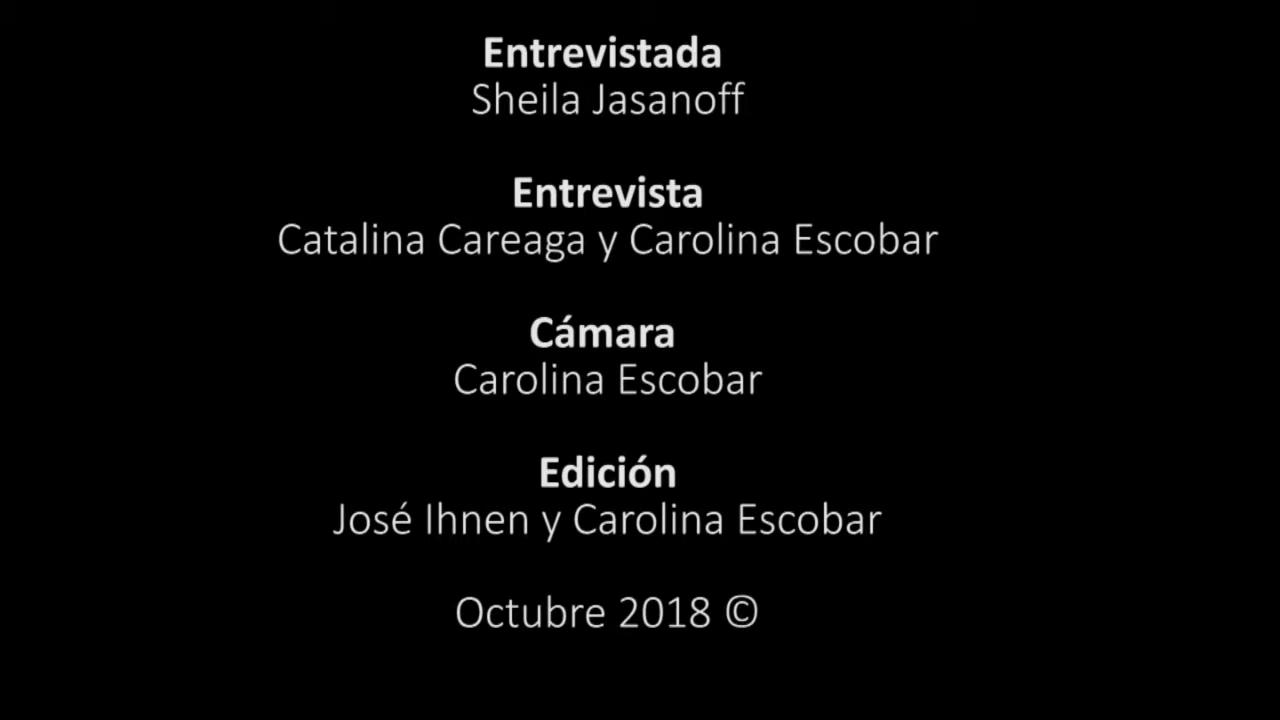 Entrevistada
Sheila Jasanoff
Entrevista
Catalina Careaga y Carolina Escobar
Cámara
Carolina Escobar
Edición
José Ihnen y Carolina Escobar
Octubre 2018 ©